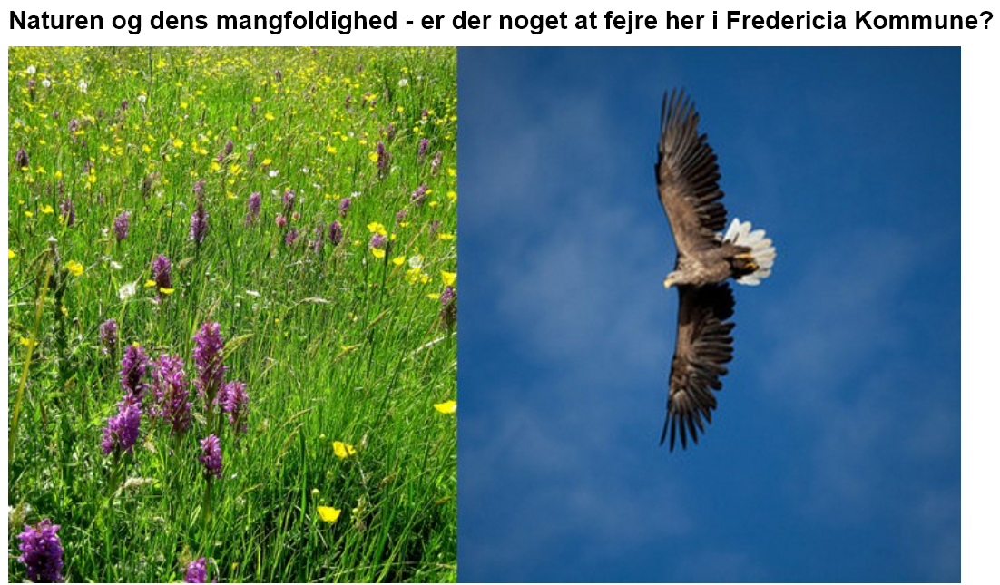 Naturen og dens mangfoldighed - er der noget at fejre her i Fredericia Kommune?